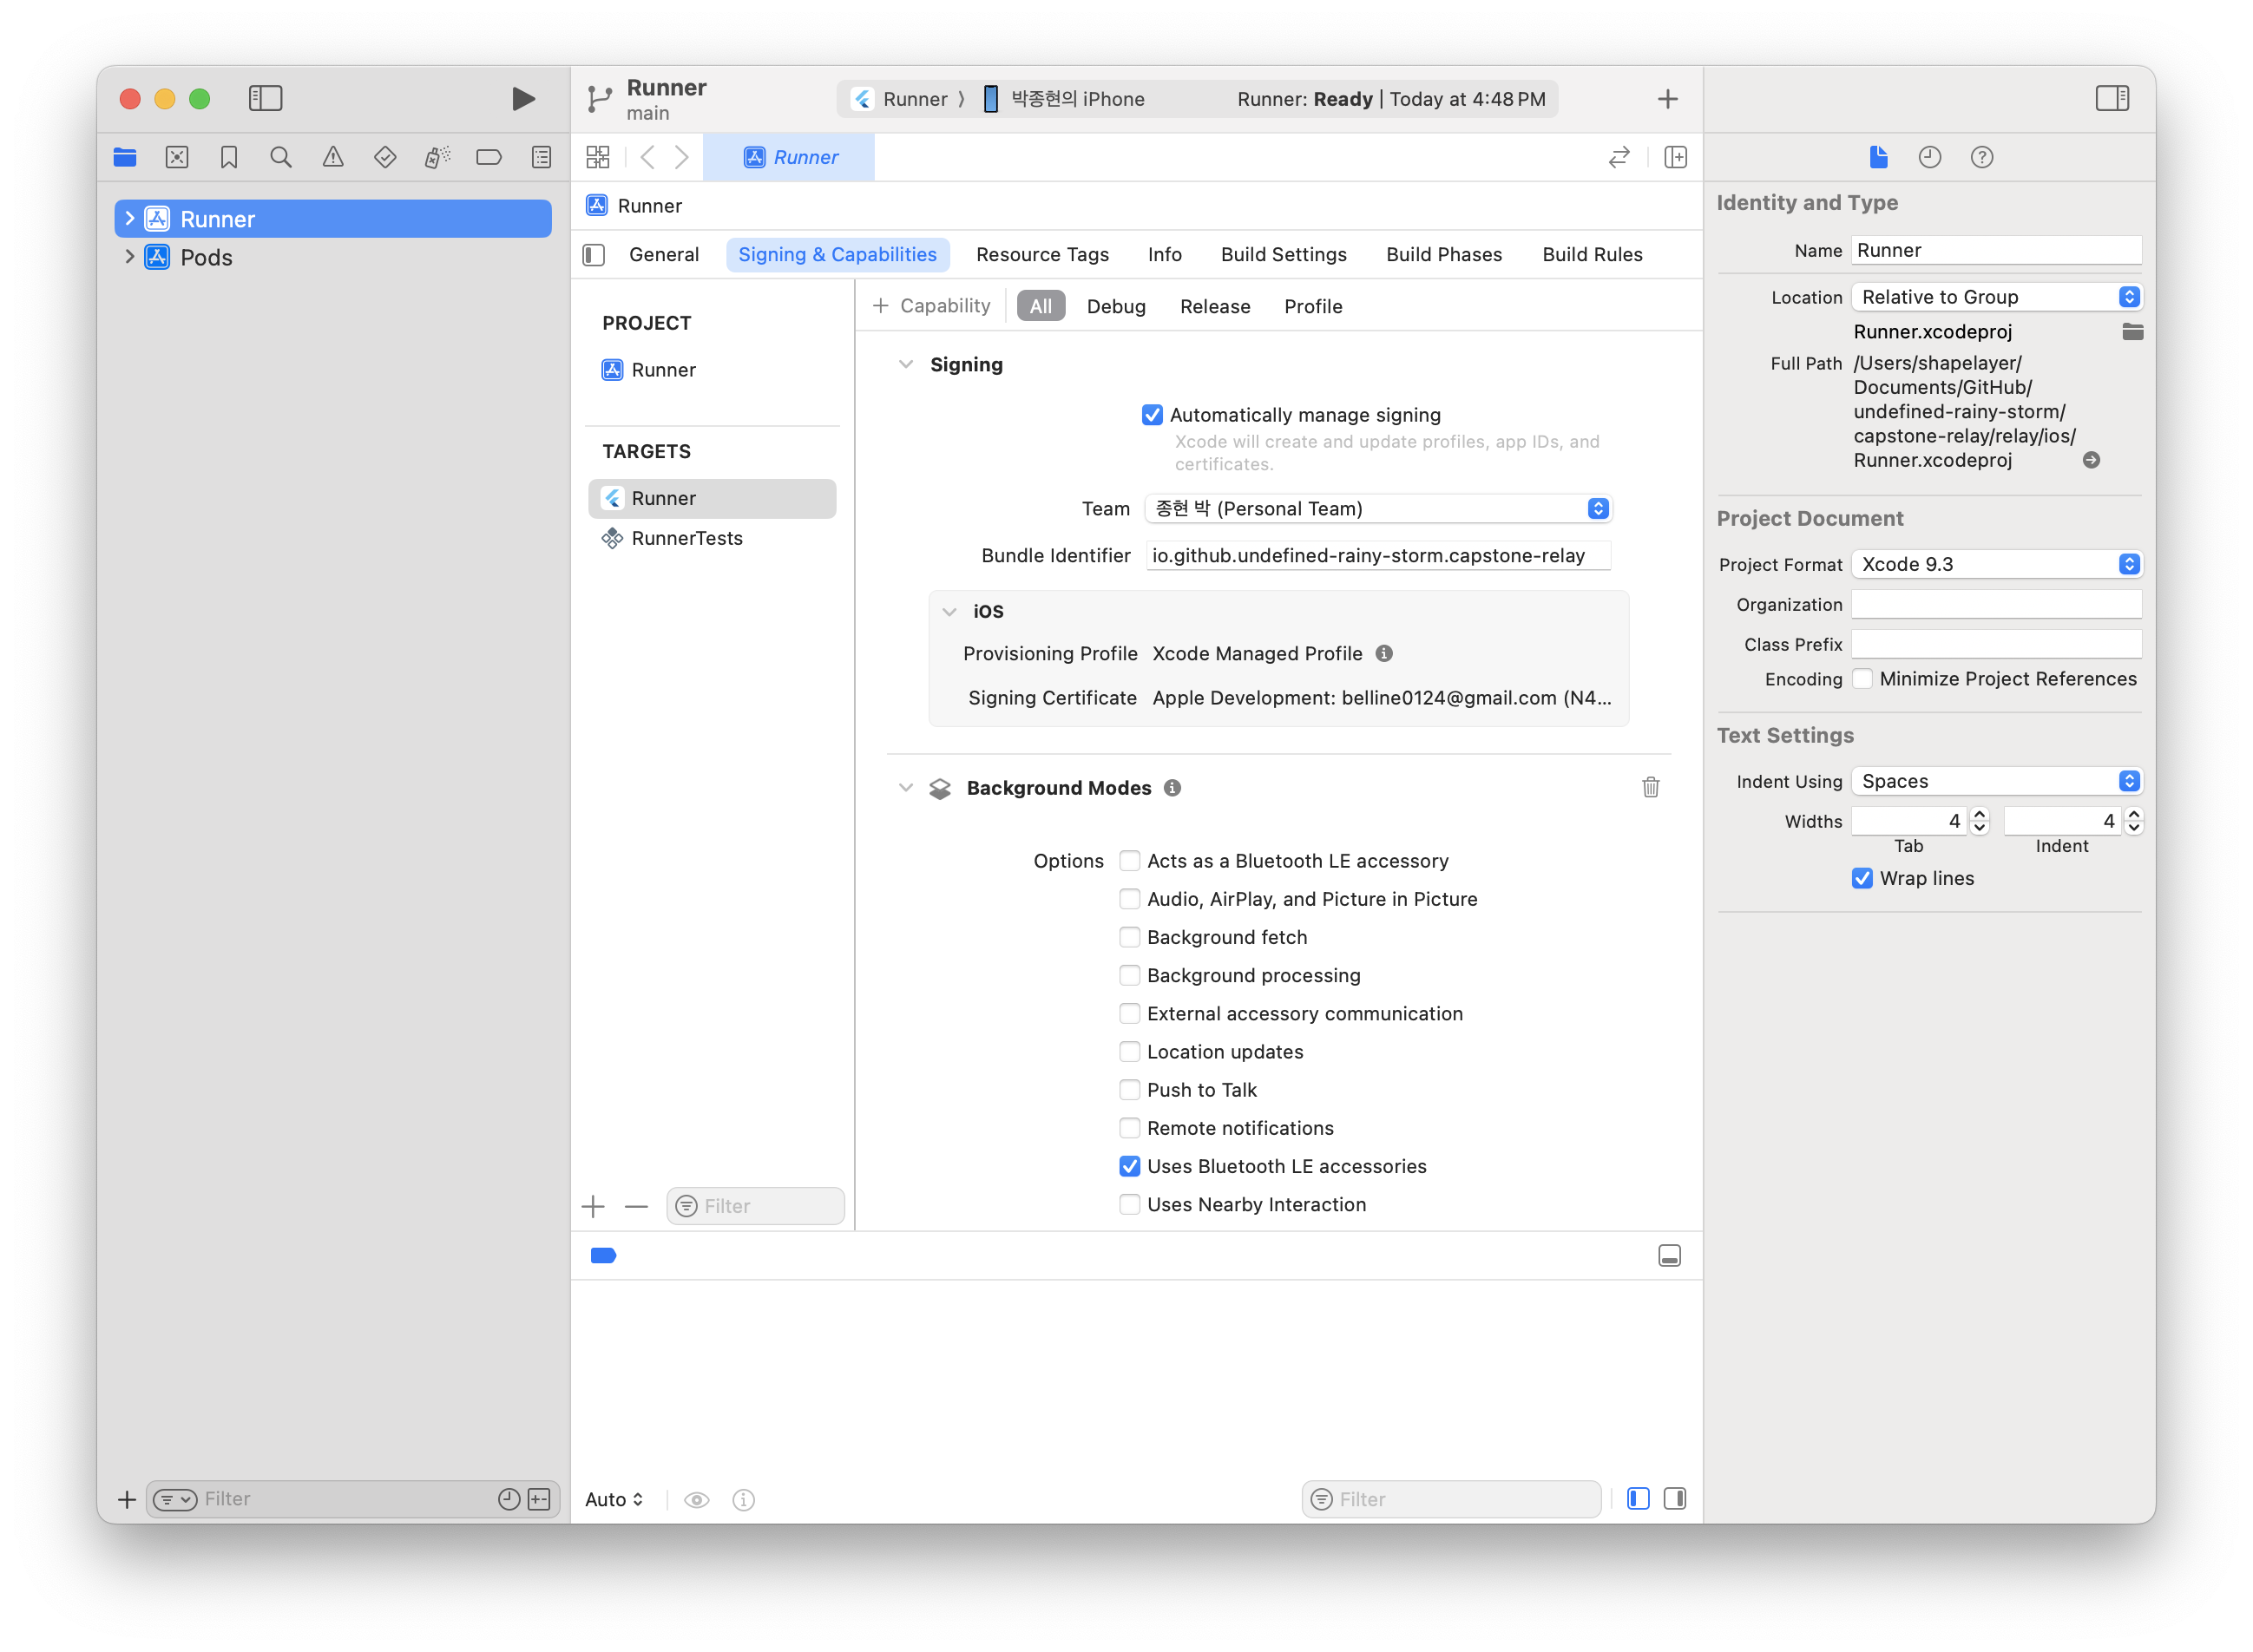 Runner
main
Runner
박종현의 iPhone
Runner: Ready | Today at 4:48 PM
Runner
Runner
Pods
Runner
General
Signing & Capabilities
Resource Tags
Info
Build Settings
Build Phases
Build Rules
PROJECT
Runner
TARGETS
Runner
RunnerTests
Filter
Capability
All
Debug
Release
Profile
Signing
Automatically manage signing
Xcode will create and update profiles, app IDs, and
certificates.
Team 종현 박 (Personal Team)
Bundle Identifier io.github.undefined-rainy-storm.capstone-relay
iOS
Provisioning Profile Xcode Managed Profile
Signing Certificate Apple Development: belline0124@gmail.com (N4...
Background Modes
Options
Acts as a Bluetooth LE accessory
Audio, AirPlay, and Picture in Picture
Background fetch
Background processing
External accessory communication
Location updates
Push to Talk
Remote notifications
Uses Bluetooth LE accessories
Uses Nearby Interaction
Filter
Auto
Filter
Identity and Type
Name Runner
Location Relative to Group
Runner.xcodeproj
Full Path /Users/shapelayer/
Documents/GitHub/
undefined-rainy-storm/
capstone-relay/relay/ios/
Runner.xcodeproj
Project Document
Project Format Xcode 9.3
Organization
Class Prefix
Encoding Minimize Project References
Text Settings
Indent Using Spaces
Widths 4 4
Tab Indent
Wrap lines